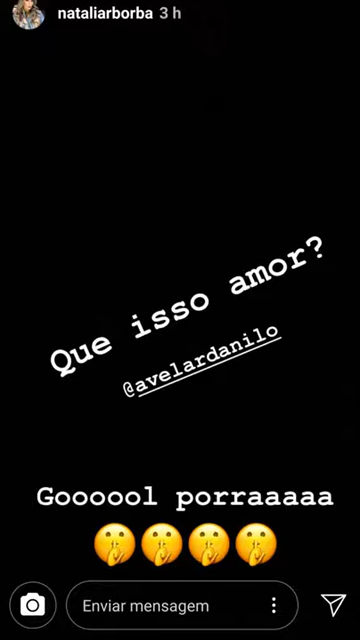 nataliarborba 3 h
Que isso amor?
@avelardanilo
Goooool porraaaaa
🤫🤫🤫🤫
Enviar mensagem